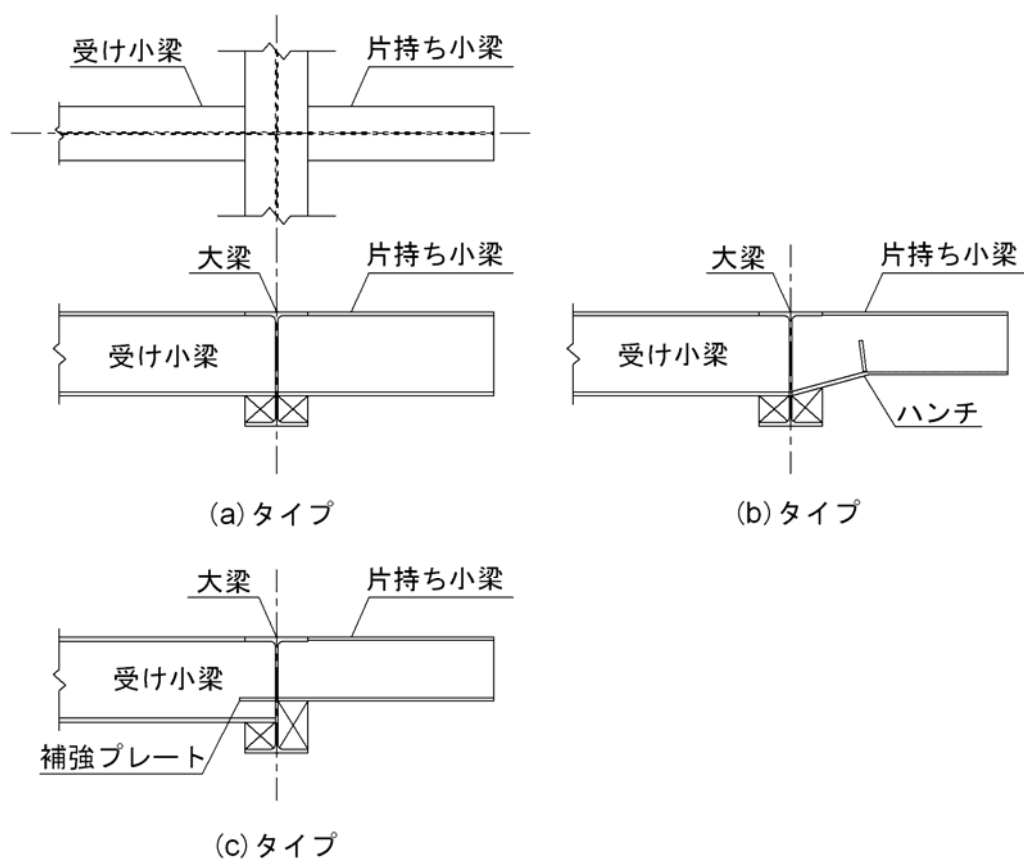 受け小梁
片持ち小梁
大梁
片持ち小梁
受け小梁
(a)タイプ
大梁
片持ち小梁
受け小梁
ハンチ
(b)タイプ
大梁
片持ち小梁
受け小梁
補強プレート
(c)タイプ